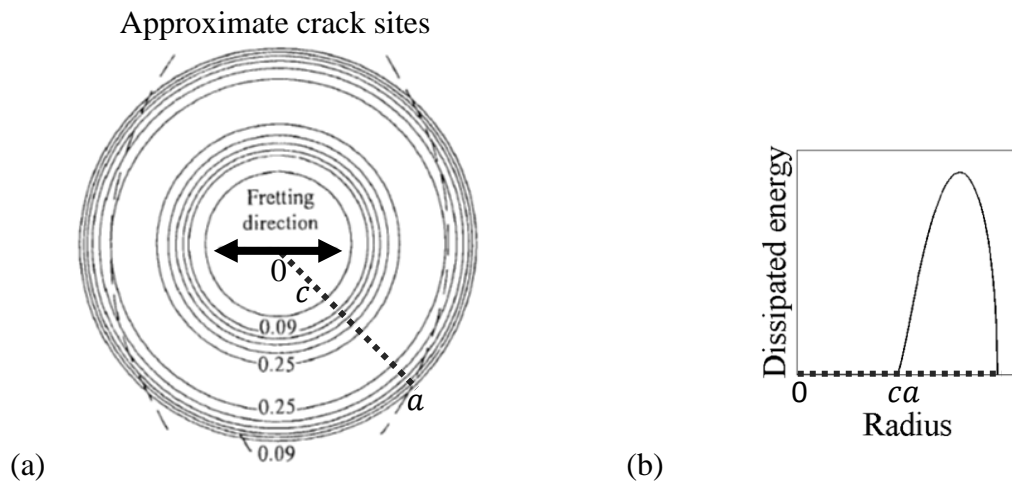 Approximate crack sites
Fretting
direction
0
c
0.09
0.25
0.25
a
0.09
(a)
Dissipated energy
0
ca
Radius
(b)